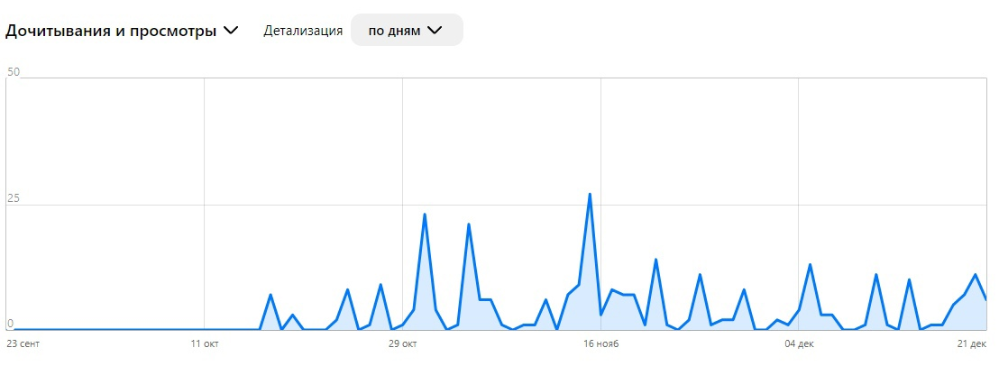 Дочитывания и просмотры Детализация по дням
50
25
0
23 сент 11 окт 29 окт 16 нояб 04 дек 21 дек